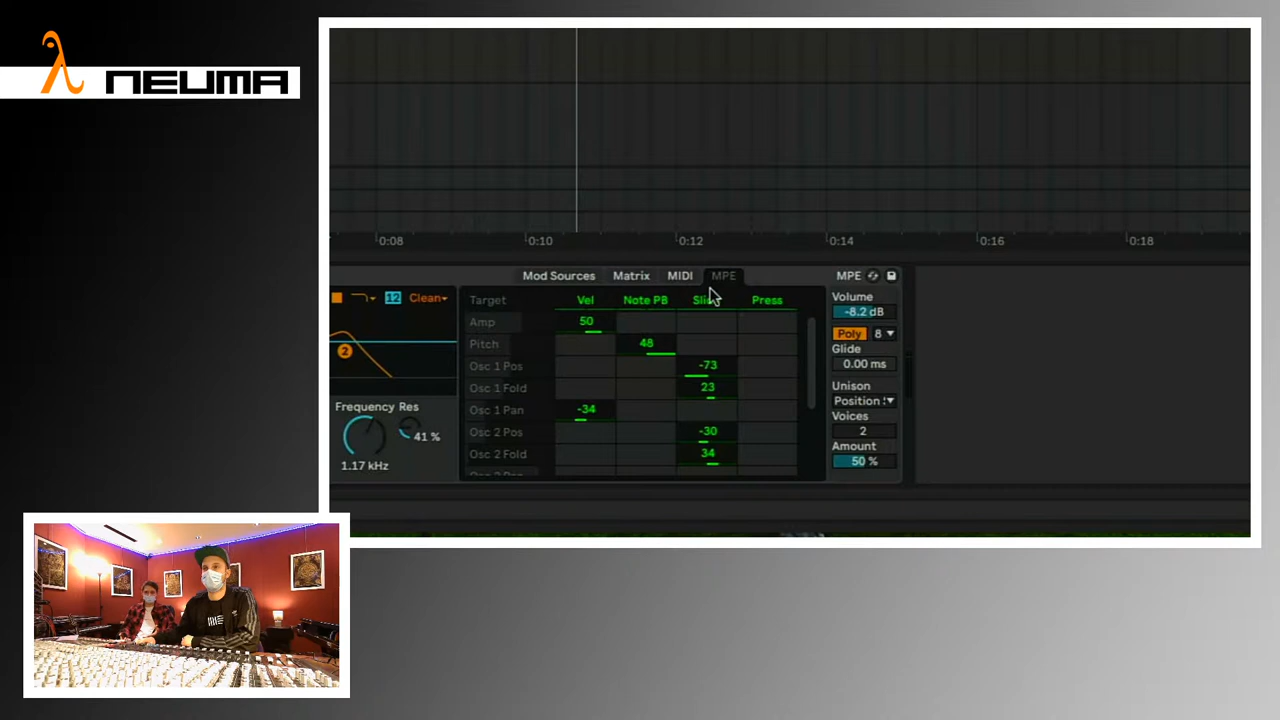 NEUMA
0:08 0:10 0:12 0:14 0:16 0:18
Mod Sources Matrix MIDI MPE MPE
12 Clean
Target Vel Note PB Press
Volume
-8.2 dB
Amp 50
Poly 8
Pitch 48
Glide
0.00 ms
2
Osc 1 Pos -73
Osc 1 Fold 23
Unison
Position
Frequency Res
Osc 1 Pan -34
Voices
2
41 %
Osc 2 Pos -30
Amount
50 %
Osc 2 Fold 34
1.17 kHz